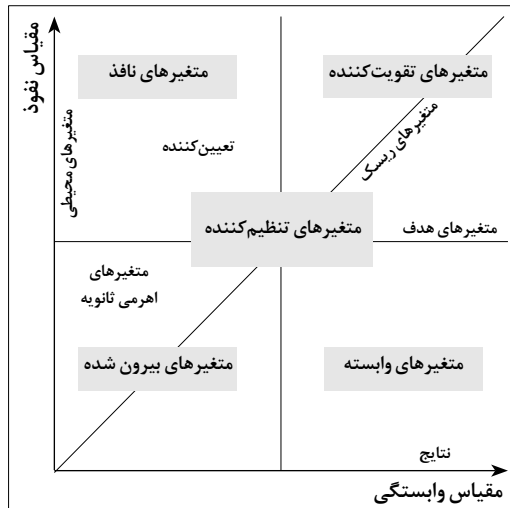 مقیاس نفوذ
متغیرهای نافذ
متغیرهای تقویت‌کننده
متغیرهای محیطی
تعیین‌کننده
متغیرهای ریسک
متغیرهای تنظیم‌کننده
متغیرهای هدف
متغیرهای
اهرمی ثانویه
متغیرهای بیرون شده
متغیرهای وابسته
نتایج
مقیاس وابستگی